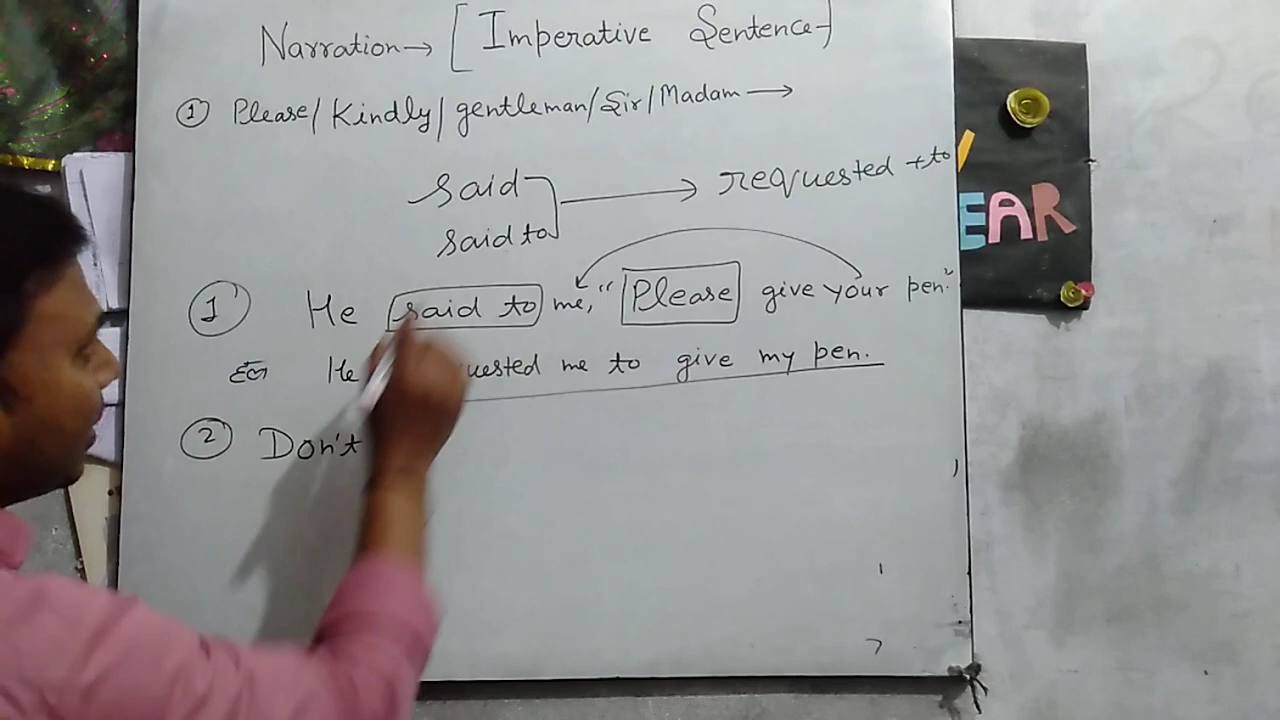 Narration → [Imperative Sentence]
① Please/Kindly/gentleman/Sir/Madam →
said
said to → requested + to
① He said to me, "Please give your pen."
He me to give my pen.
② Don't
EAR